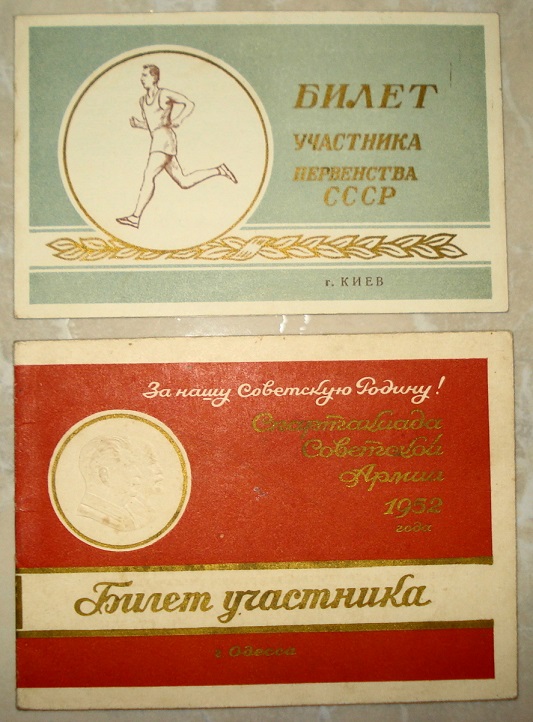 БИЛЕТ
УЧАСТНИКА
ПЕРВЕНСТВА
СССР
г. КИЕВ
За нашу Советскую Родину!
Спартакиада
Советской
Армии
1952
года
Билет участника
г. Одесса